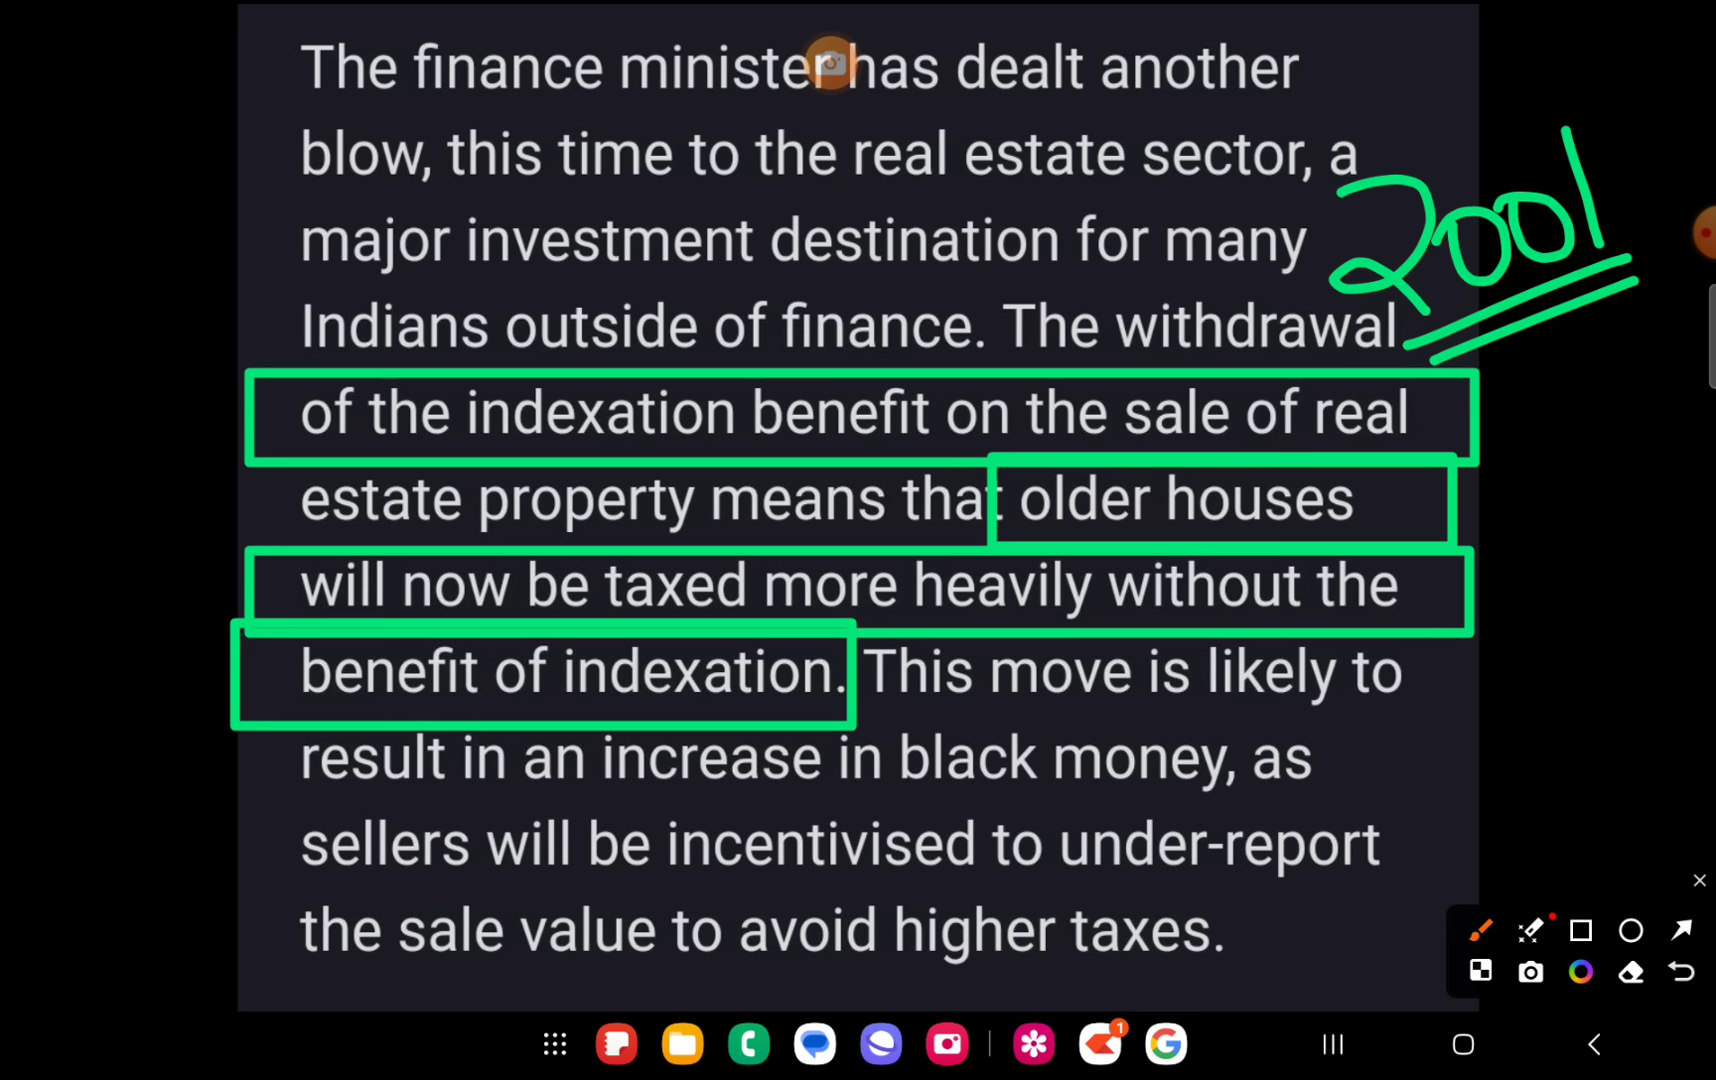 The finance minister has dealt another
blow, this time to the real estate sector, a
major investment destination for many
Indians outside of finance. The withdrawal
of the indexation benefit on the sale of real
estate property means that older houses
will now be taxed more heavily without the
benefit of indexation. This move is likely to
result in an increase in black money, as
sellers will be incentivised to under-report
the sale value to avoid higher taxes.
2001
1